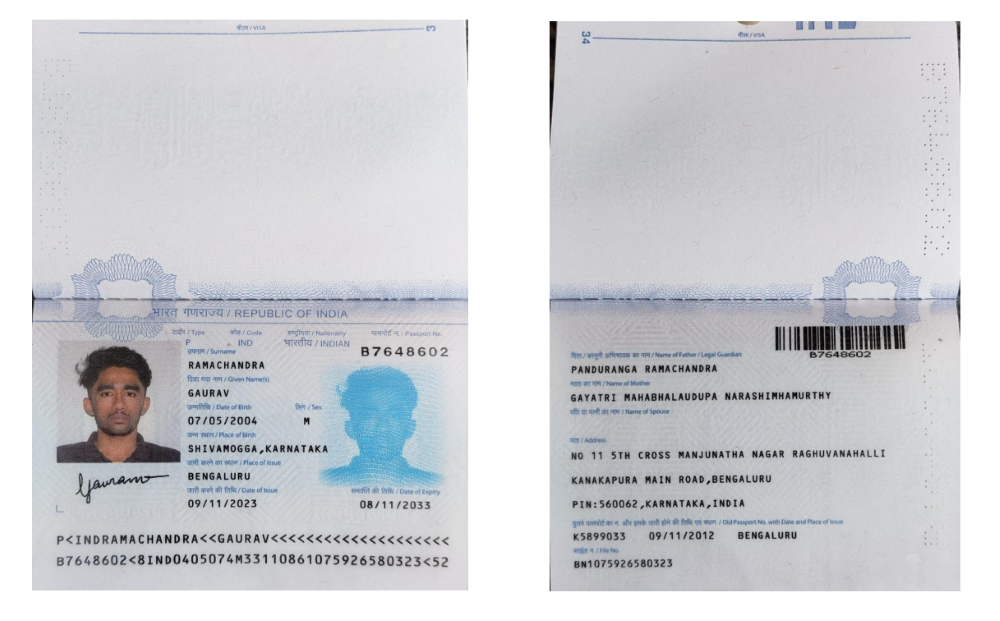 वीज़ा / VISA
3
भारत गणराज्य / REPUBLIC OF INDIA
टाईप / Type कोड / Code राष्ट्रीयता / Nationality पासपोर्ट न. / Passport No.
P IND भारतीय / INDIAN B7648602
उपनाम / Surname
RAMACHANDRA
दिया गया नाम / Given Name(s)
GAURAV
जन्मतिथि / Date of Birth लिंग / Sex
07/05/2004 M
जन्म स्थान / Place of Birth
SHIVAMOGGA,KARNATAKA
जारी करने का स्थान / Place of Issue
BENGALURU
जारी करने की तिथि / Date of Issue समाप्ति की तिथि / Date of Expiry
09/11/2023 08/11/2033
Gaurav
P<INDRAMACHANDRA<<GAURAV<<<<<<<<<<<<<<<<<<<<
B7648602<8IND0405074M3311086107592658​0323<52
34
वीज़ा / VISA
B7648602
पिता / कानूनी अभिभावक का नाम / Name of Father / Legal Guardian
PANDURANGA RAMACHANDRA
माता का नाम / Name of Mother
GAYATRI MAHABHALAUDUPA NARASHIMHAMURTHY
पति या पत्नी का नाम / Name of Spouse
पता / Address
NO 11 5TH CROSS MANJUNATHA NAGAR RAGHUVANAHALLI
KANAKAPURA MAIN ROAD,BENGALURU
PIN:560062,KARNATAKA,INDIA
पुराने पासपोर्ट का न. और इसके जारी होने की तिथि एवं स्थान / Old Passport No. with Date and Place of Issue
K5899033 09/11/2012 BENGALURU
फाईल न. / File No.
BN1075926580323